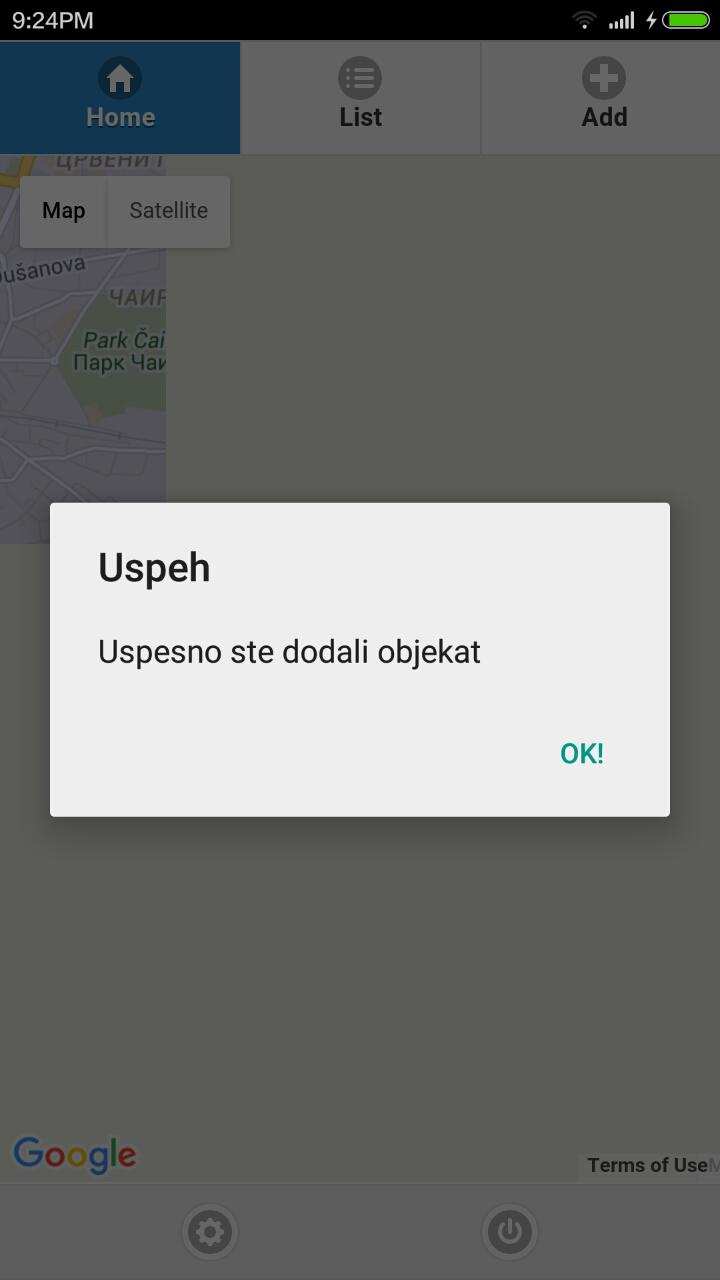 9:24PM
Home
List
Add
ЦРВЕНИ
Map
Satellite
ušanova
ЧАИР
Park Čai
Парк Чаи
Uspeh
Uspesno ste dodali objekat
OK!
Google
Terms of Use